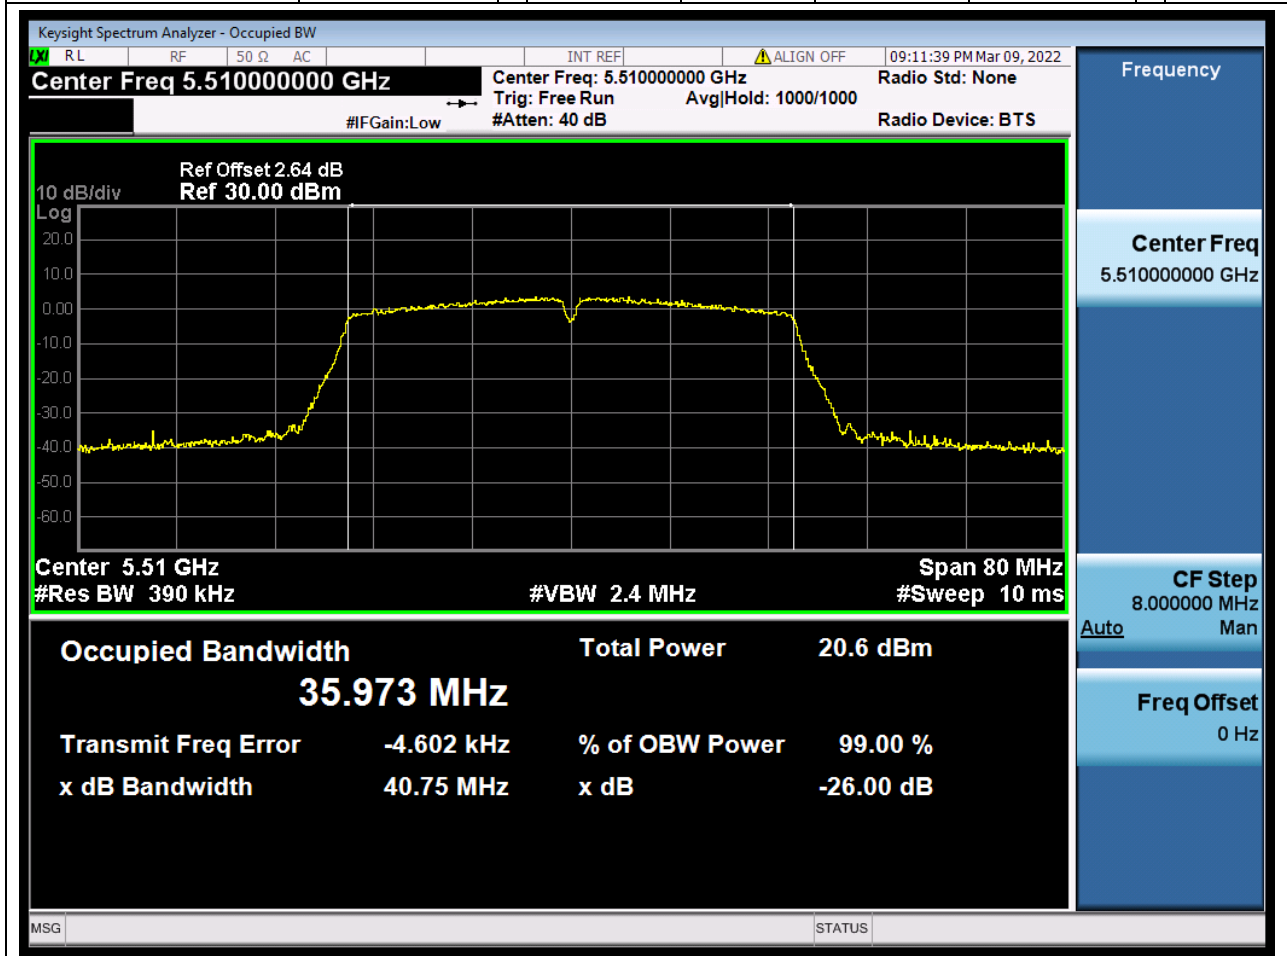 Keysight Spectrum Analyzer - Occupied BW
LXI RL RF 50 Ω AC INT REF ALIGN OFF 09:11:39 PM Mar 09, 2022
Center Freq 5.510000000 GHz
Center Freq: 5.510000000 GHz
Radio Std: None
Trig: Free Run Avg|Hold: 1000/1000
#IFGain:Low #Atten: 40 dB Radio Device: BTS
Ref Offset 2.64 dB
10 dB/div Ref 30.00 dBm
Log
20.0
10.0
0.00
-10.0
-20.0
-30.0
-40.0
-50.0
-60.0
Center 5.51 GHz Span 80 MHz
#Res BW 390 kHz #VBW 2.4 MHz #Sweep 10 ms
Occupied Bandwidth Total Power 20.6 dBm
35.973 MHz
Transmit Freq Error -4.602 kHz % of OBW Power 99.00 %
x dB Bandwidth 40.75 MHz x dB -26.00 dB
MSG STATUS
Frequency
Center Freq
5.510000000 GHz
CF Step
8.000000 MHz
Auto Man
Freq Offset
0 Hz